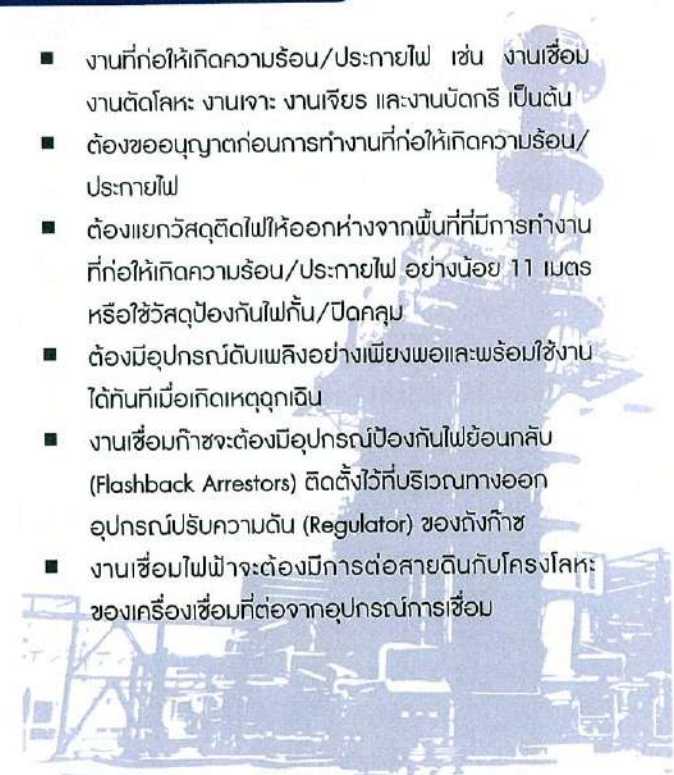 ▪ งานที่ก่อให้เกิดความร้อน/ประกายไฟ เช่น งานเชื่อม
งานตัดโลหะ งานเจาะ งานเจียร และงานบัดกรี เป็นต้น
▪ ต้องขออนุญาตก่อนการทำงานที่ก่อให้เกิดความร้อน/
ประกายไฟ
▪ ต้องแยกวัสดุติดไฟให้ออกห่างจากพื้นที่ที่มีการทำงาน
ที่ก่อให้เกิดความร้อน/ประกายไฟ อย่างน้อย 11 เมตร
หรือใช้วัสดุป้องกันไฟกั้น/ปิดคลุม
▪ ต้องมีอุปกรณ์ดับเพลิงอย่างเพียงพอและพร้อมใช้งาน
ได้ทันทีเมื่อเกิดเหตุฉุกเฉิน
▪ งานเชื่อมก๊าซจะต้องมีอุปกรณ์ป้องกันไฟย้อนกลับ
(Flashback Arrestors) ติดตั้งไว้ที่บริเวณทางออก
อุปกรณ์ปรับความดัน (Regulator) ของถังก๊าซ
▪ งานเชื่อมไฟฟ้าจะต้องมีการต่อสายดินกับโครงโลหะ
ของเครื่องเชื่อมที่ต่อจากอุปกรณ์การเชื่อม